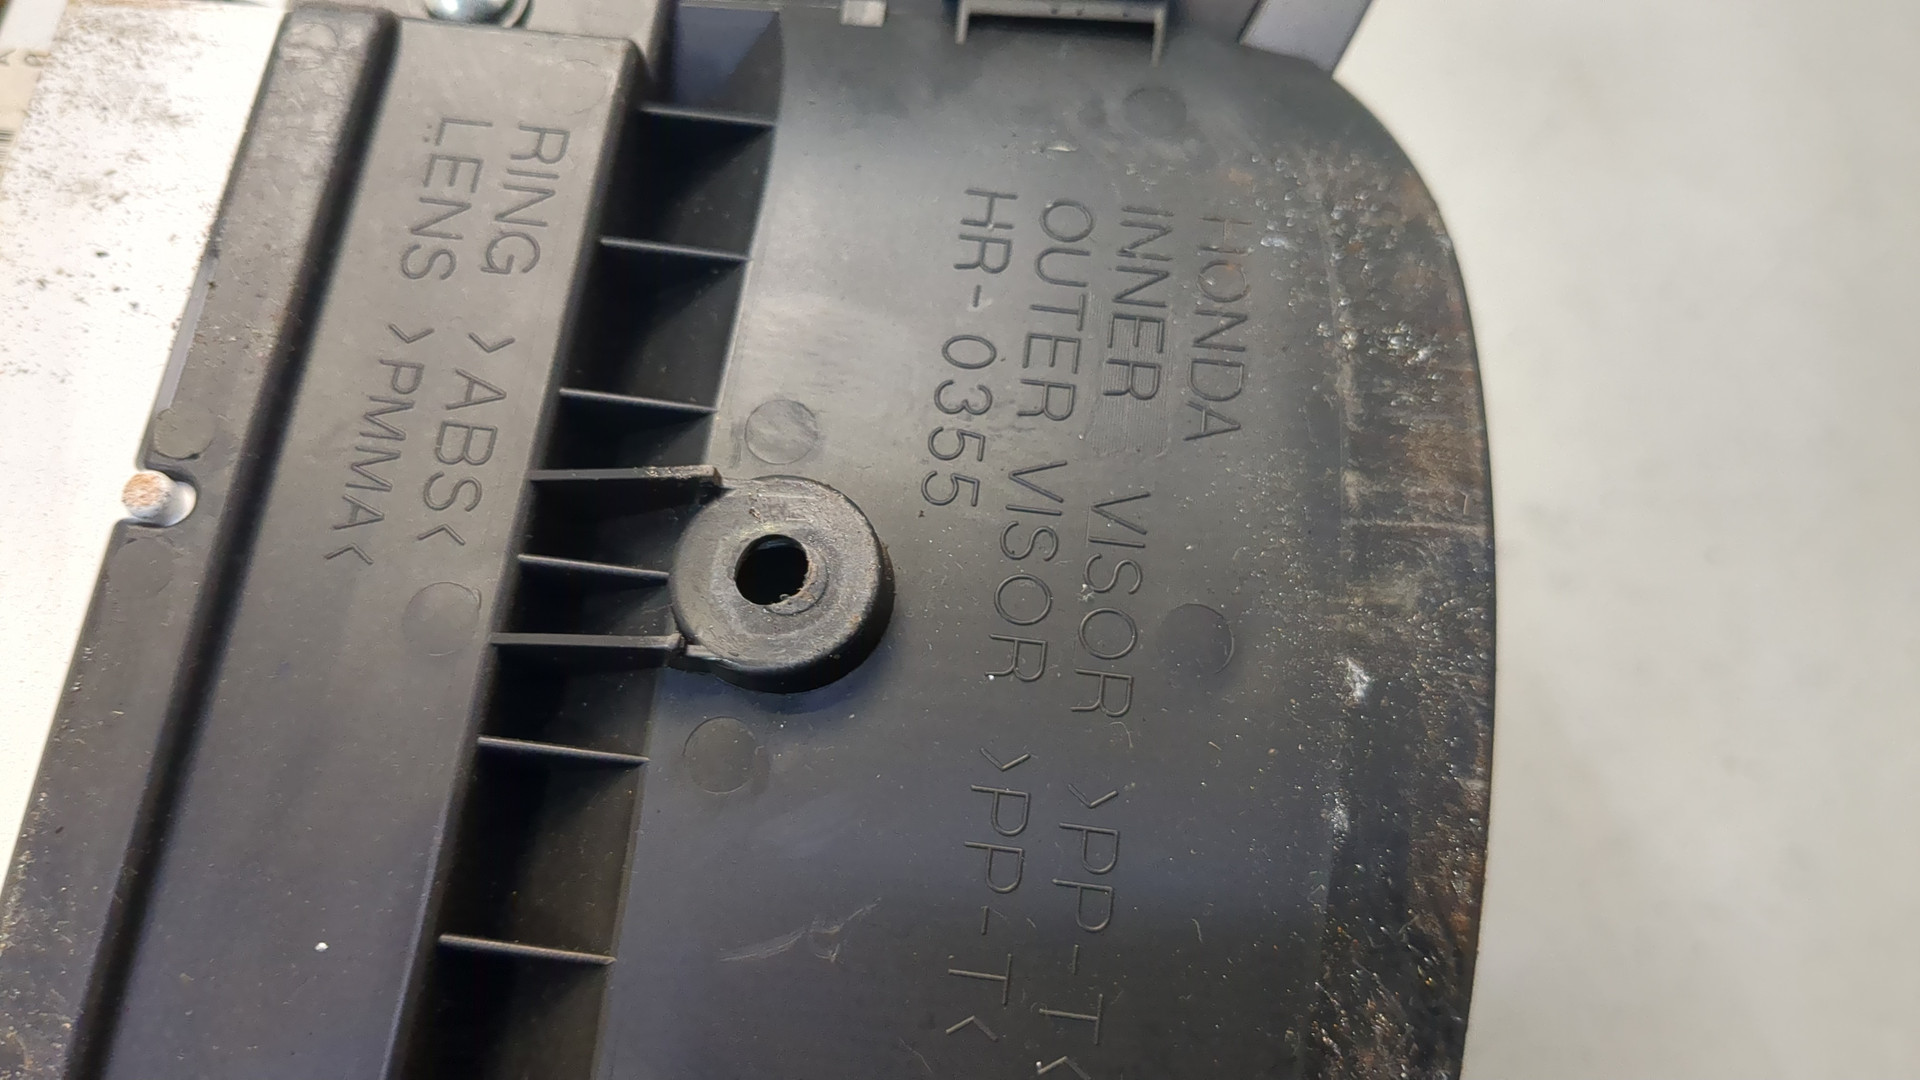 HONDA
INNER VISOR >PP-T<
OUTER VISOR >PP-T<
HR-0355
RING >ABS<
LENS >PMMA<